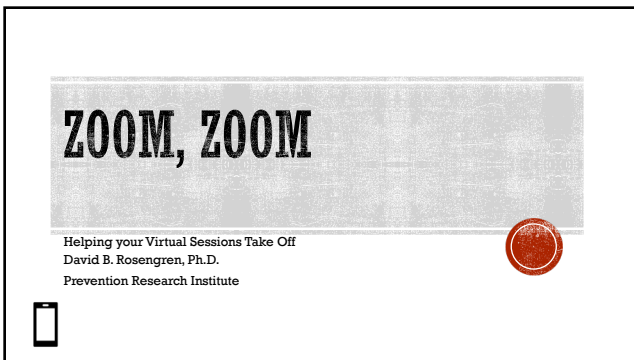 ZOOM, ZOOM
Helping your Virtual Sessions Take Off
David B. Rosengren, Ph.D.
Prevention Research Institute